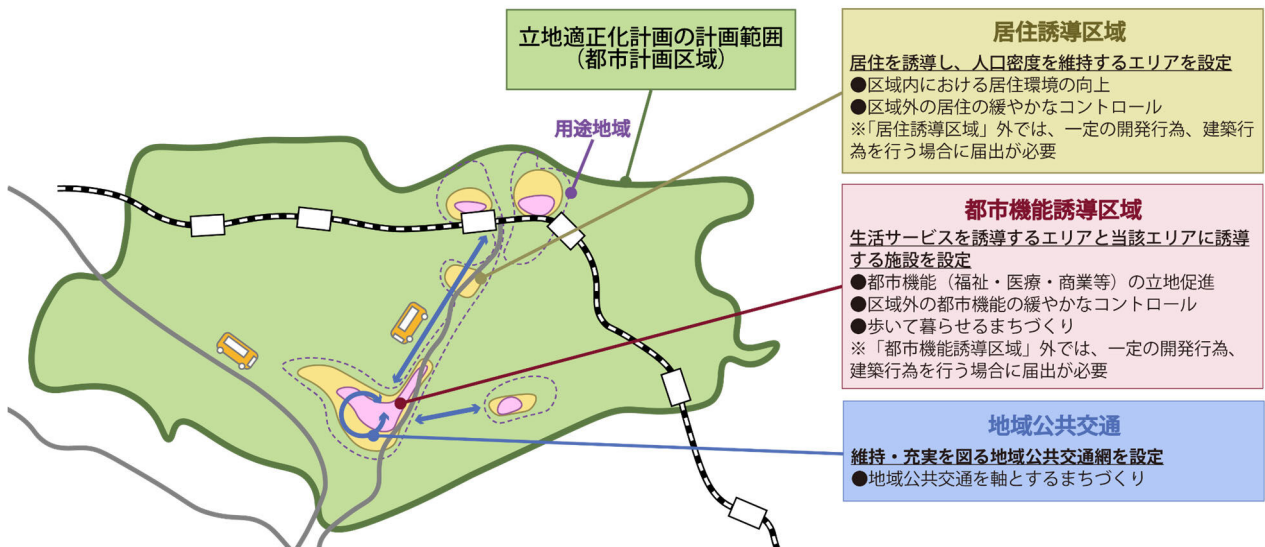 立地適正化計画の計画範囲
（都市計画区域）
用途地域
居住誘導区域
居住を誘導し、人口密度を維持するエリアを設定
●区域内における居住環境の向上
●区域外の居住の緩やかなコントロール
※「居住誘導区域」外では、一定の開発行為、建築行
為を行う場合に届出が必要
都市機能誘導区域
生活サービスを誘導するエリアと当該エリアに誘導
する施設を設定
●都市機能（福祉・医療・商業等）の立地促進
●区域外の都市機能の緩やかなコントロール
●歩いて暮らせるまちづくり
※「都市機能誘導区域」外では、一定の開発行為、
建築行為を行う場合に届出が必要
地域公共交通
維持・充実を図る地域公共交通網を設定
●地域公共交通を軸とするまちづくり